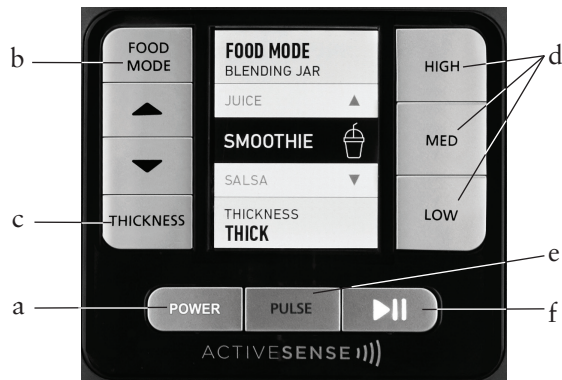 b
FOOD
MODE
FOOD MODE
BLENDING JAR
HIGH
d
JUICE
SMOOTHIE
MED
SALSA
c
THICKNESS
THICKNESS
THICK
LOW
e
a
POWER
PULSE
f
ACTIVESENSE